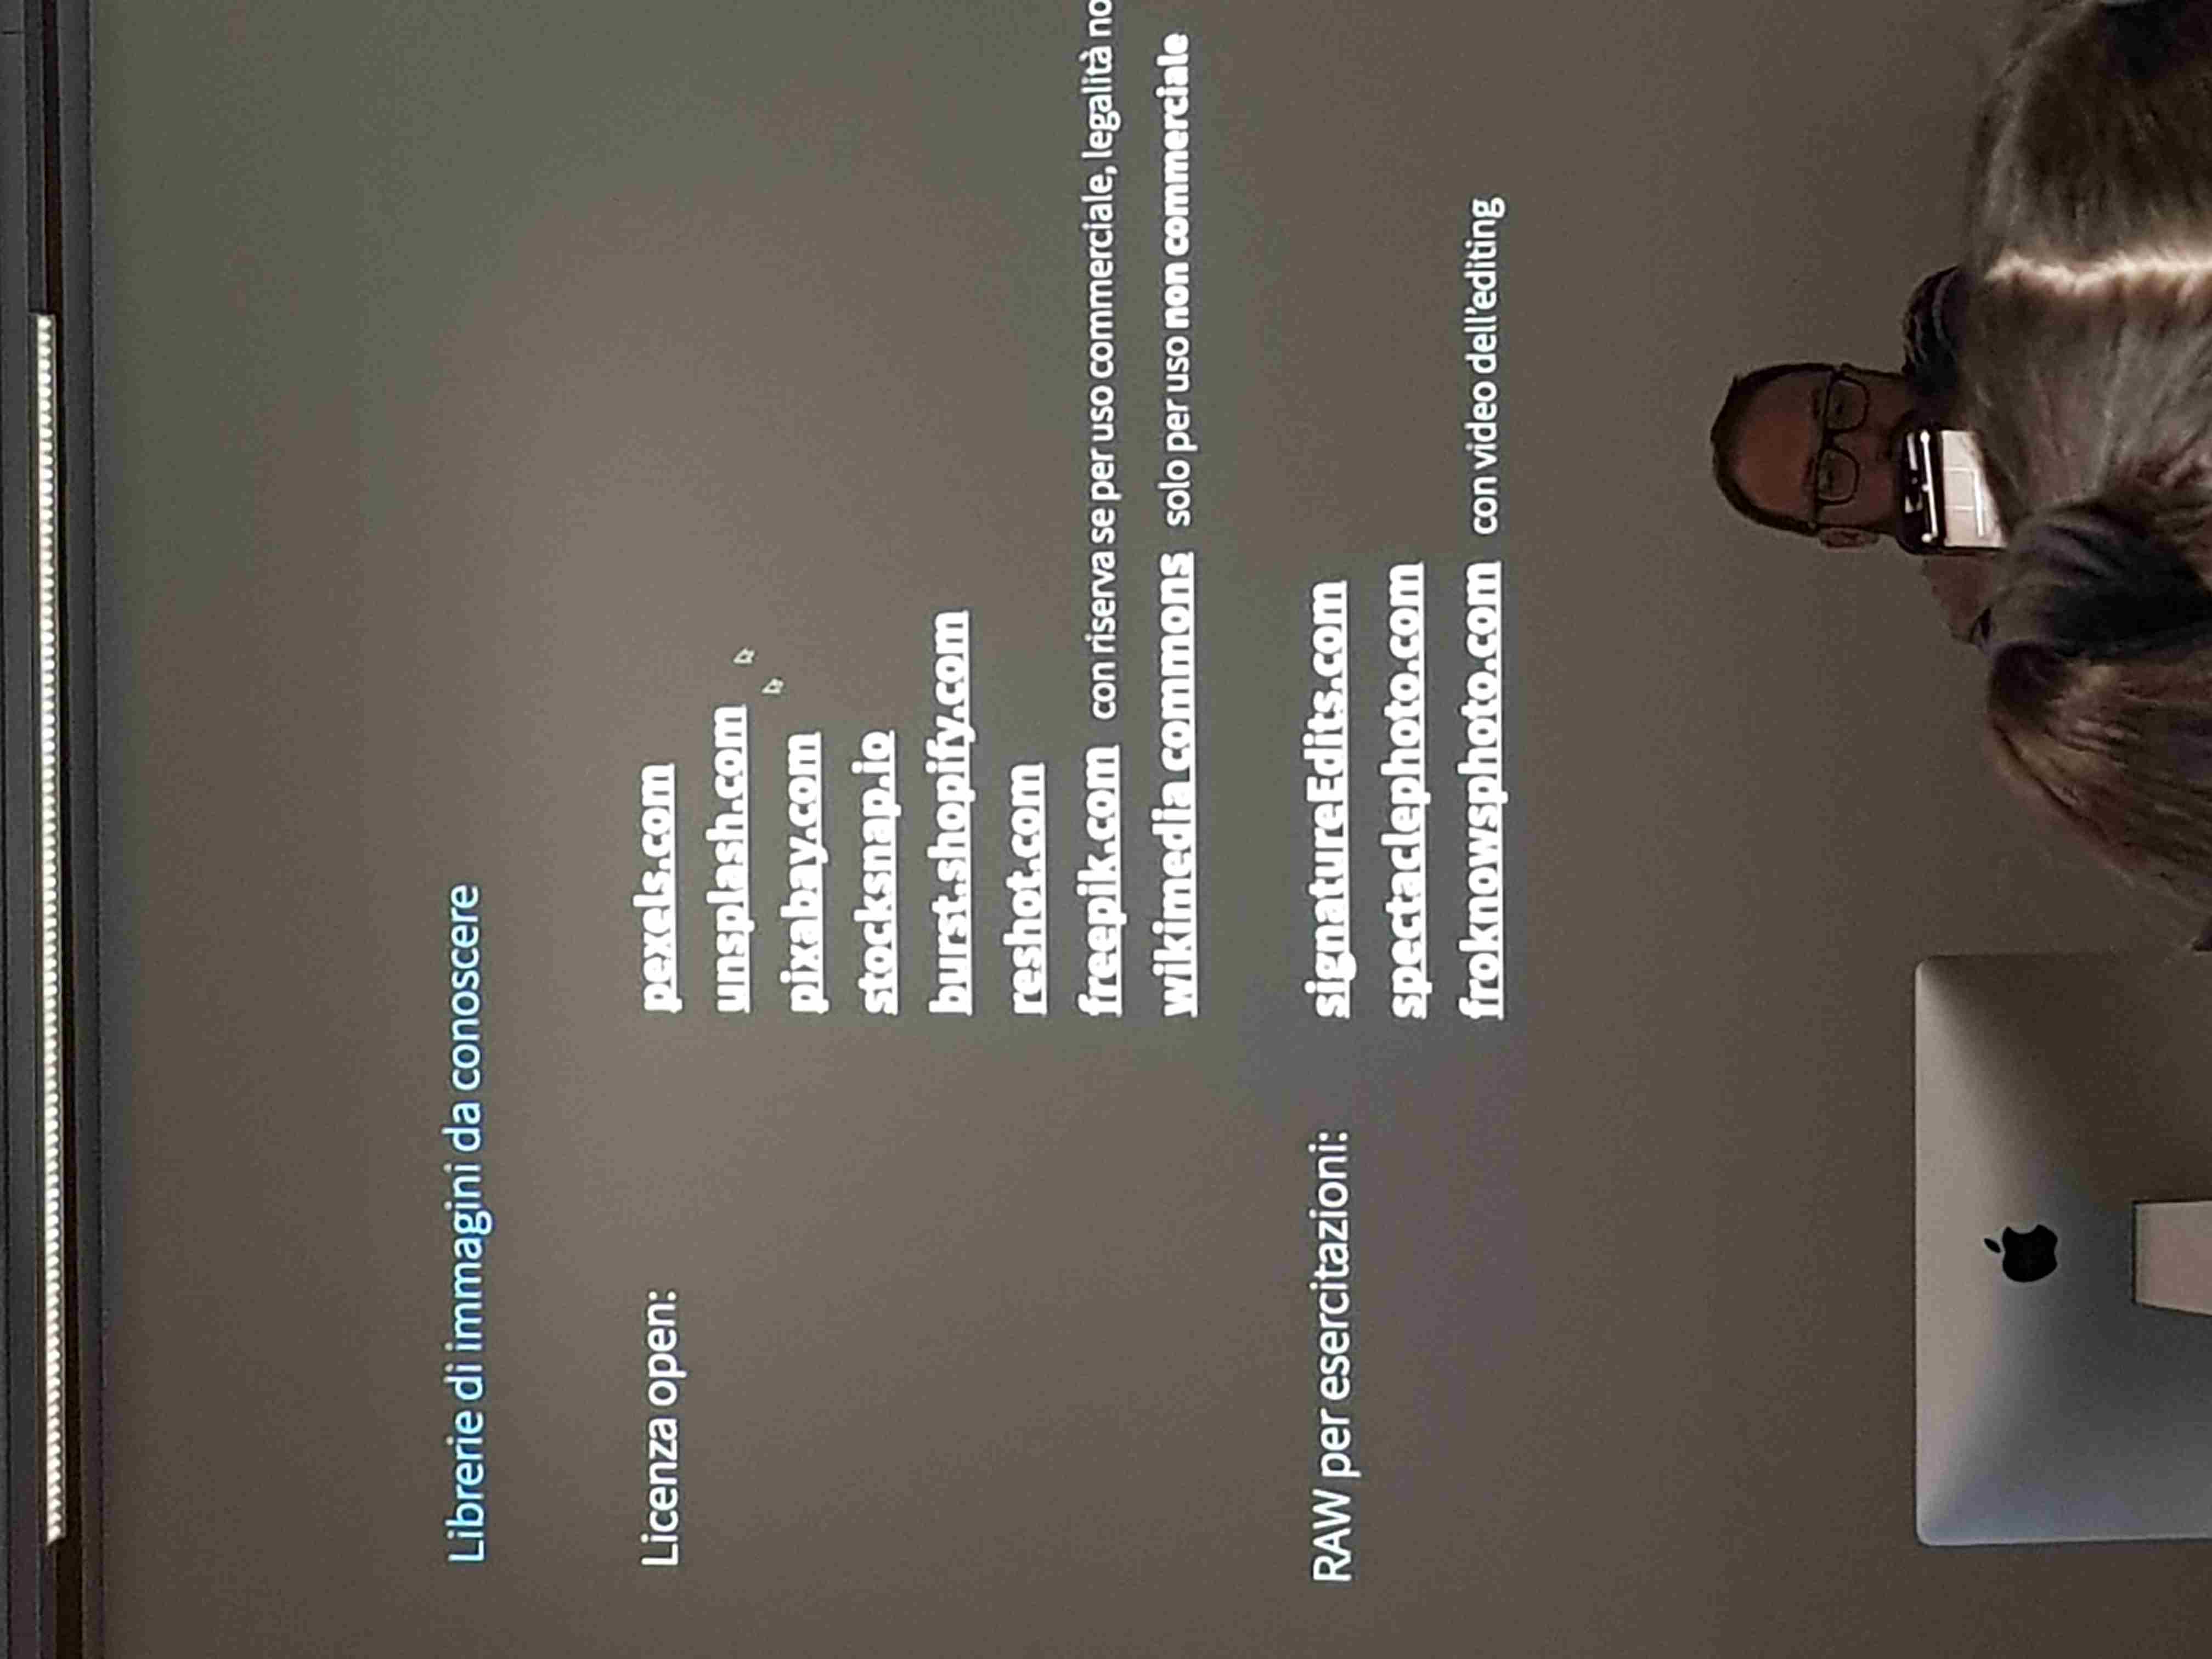 Librerie di immagini da conoscere
Licenza open: pexels.com
unsplash.com
pixabay.com
stocksnap.io
burst.shopify.com
reshot.com
freepik.com con riserva se per uso commerciale, legalità
wikimedia.commons solo per uso non commerciale
RAW per esercitazioni: signatureEdits.com
spectaclephoto.com
froknowsphoto.com con video dell'editing